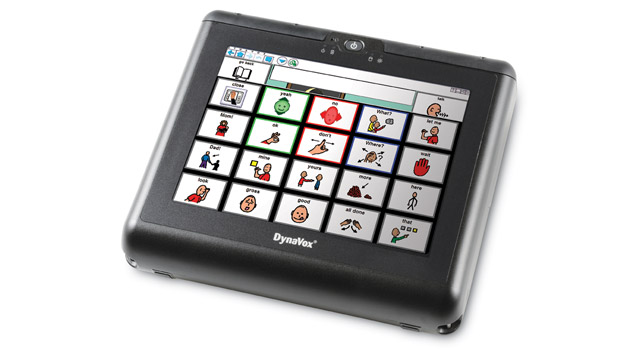 go back
talk
close
yeah
no
What?
let me
Mom!
ok
don't
Where?
wait
Dad!
mine
yours
more
here
look
gross
good
all done
that
DynaVox®